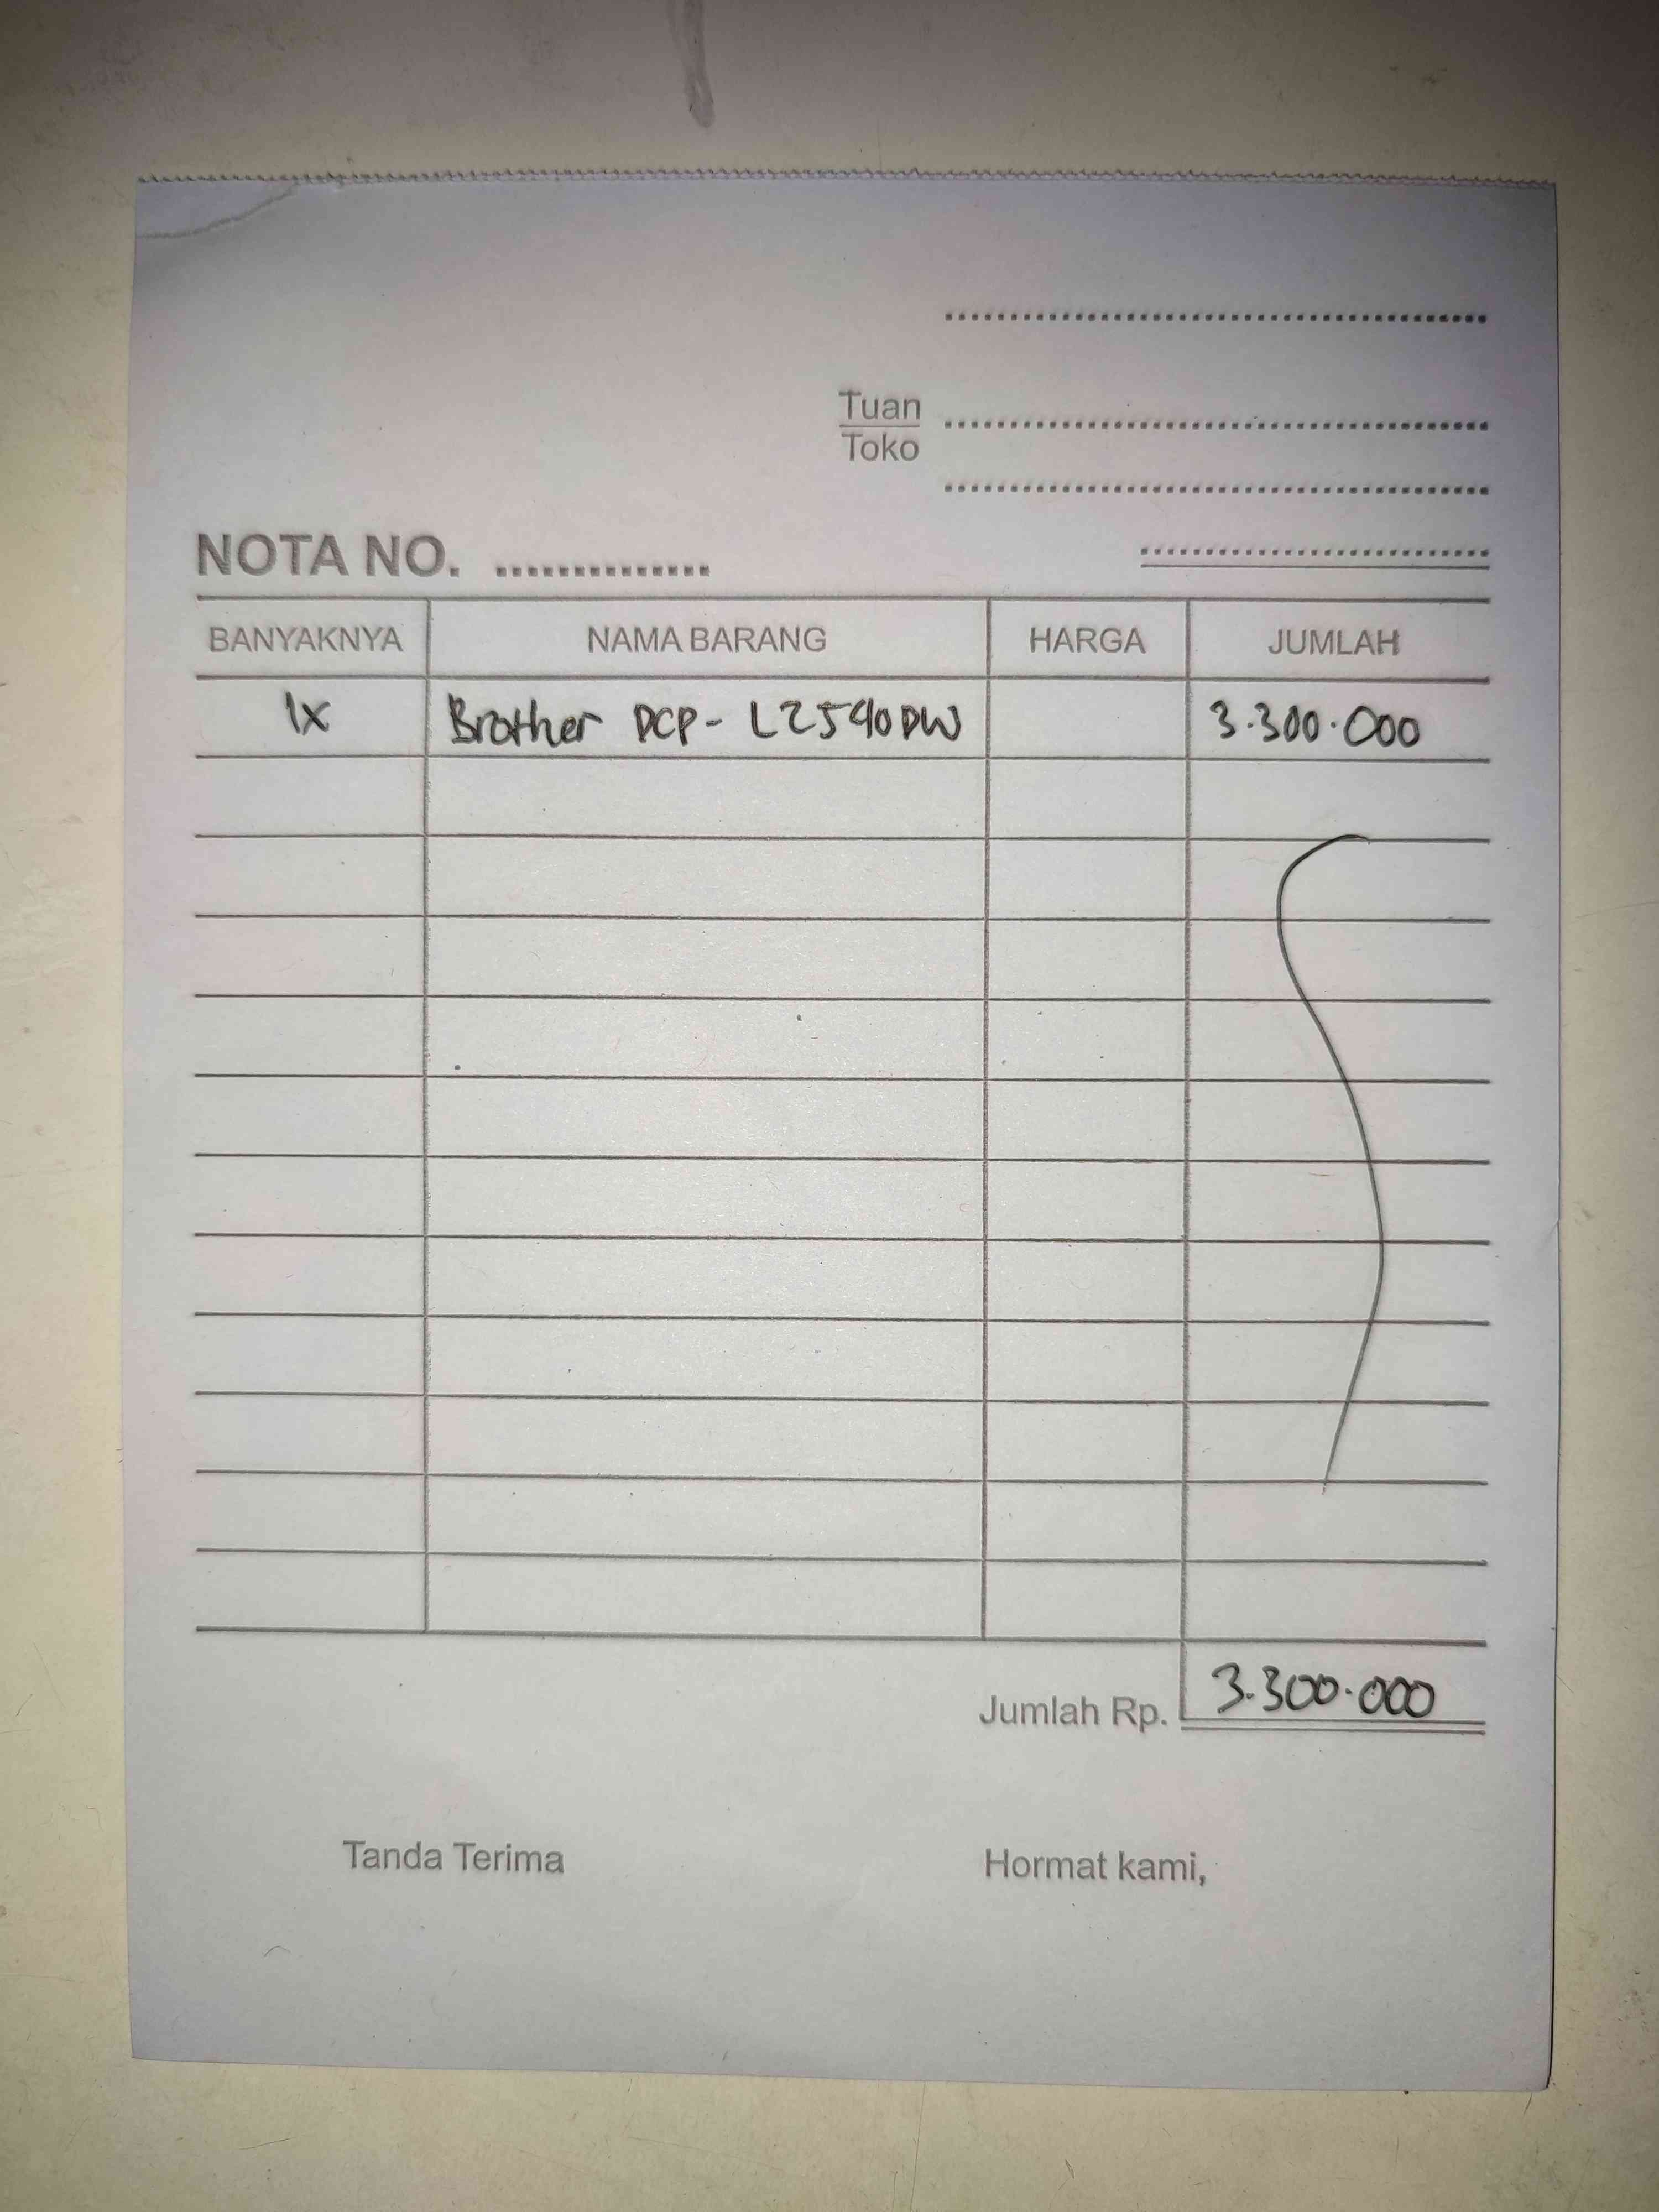 Tuan
Toko
NOTA NO. ..............
BANYAKNYA NAMA BARANG HARGA JUMLAH
1x Brother DCP- L2540DW 3.300.000
Jumlah Rp. 3.300.000
Tanda Terima Hormat kami,